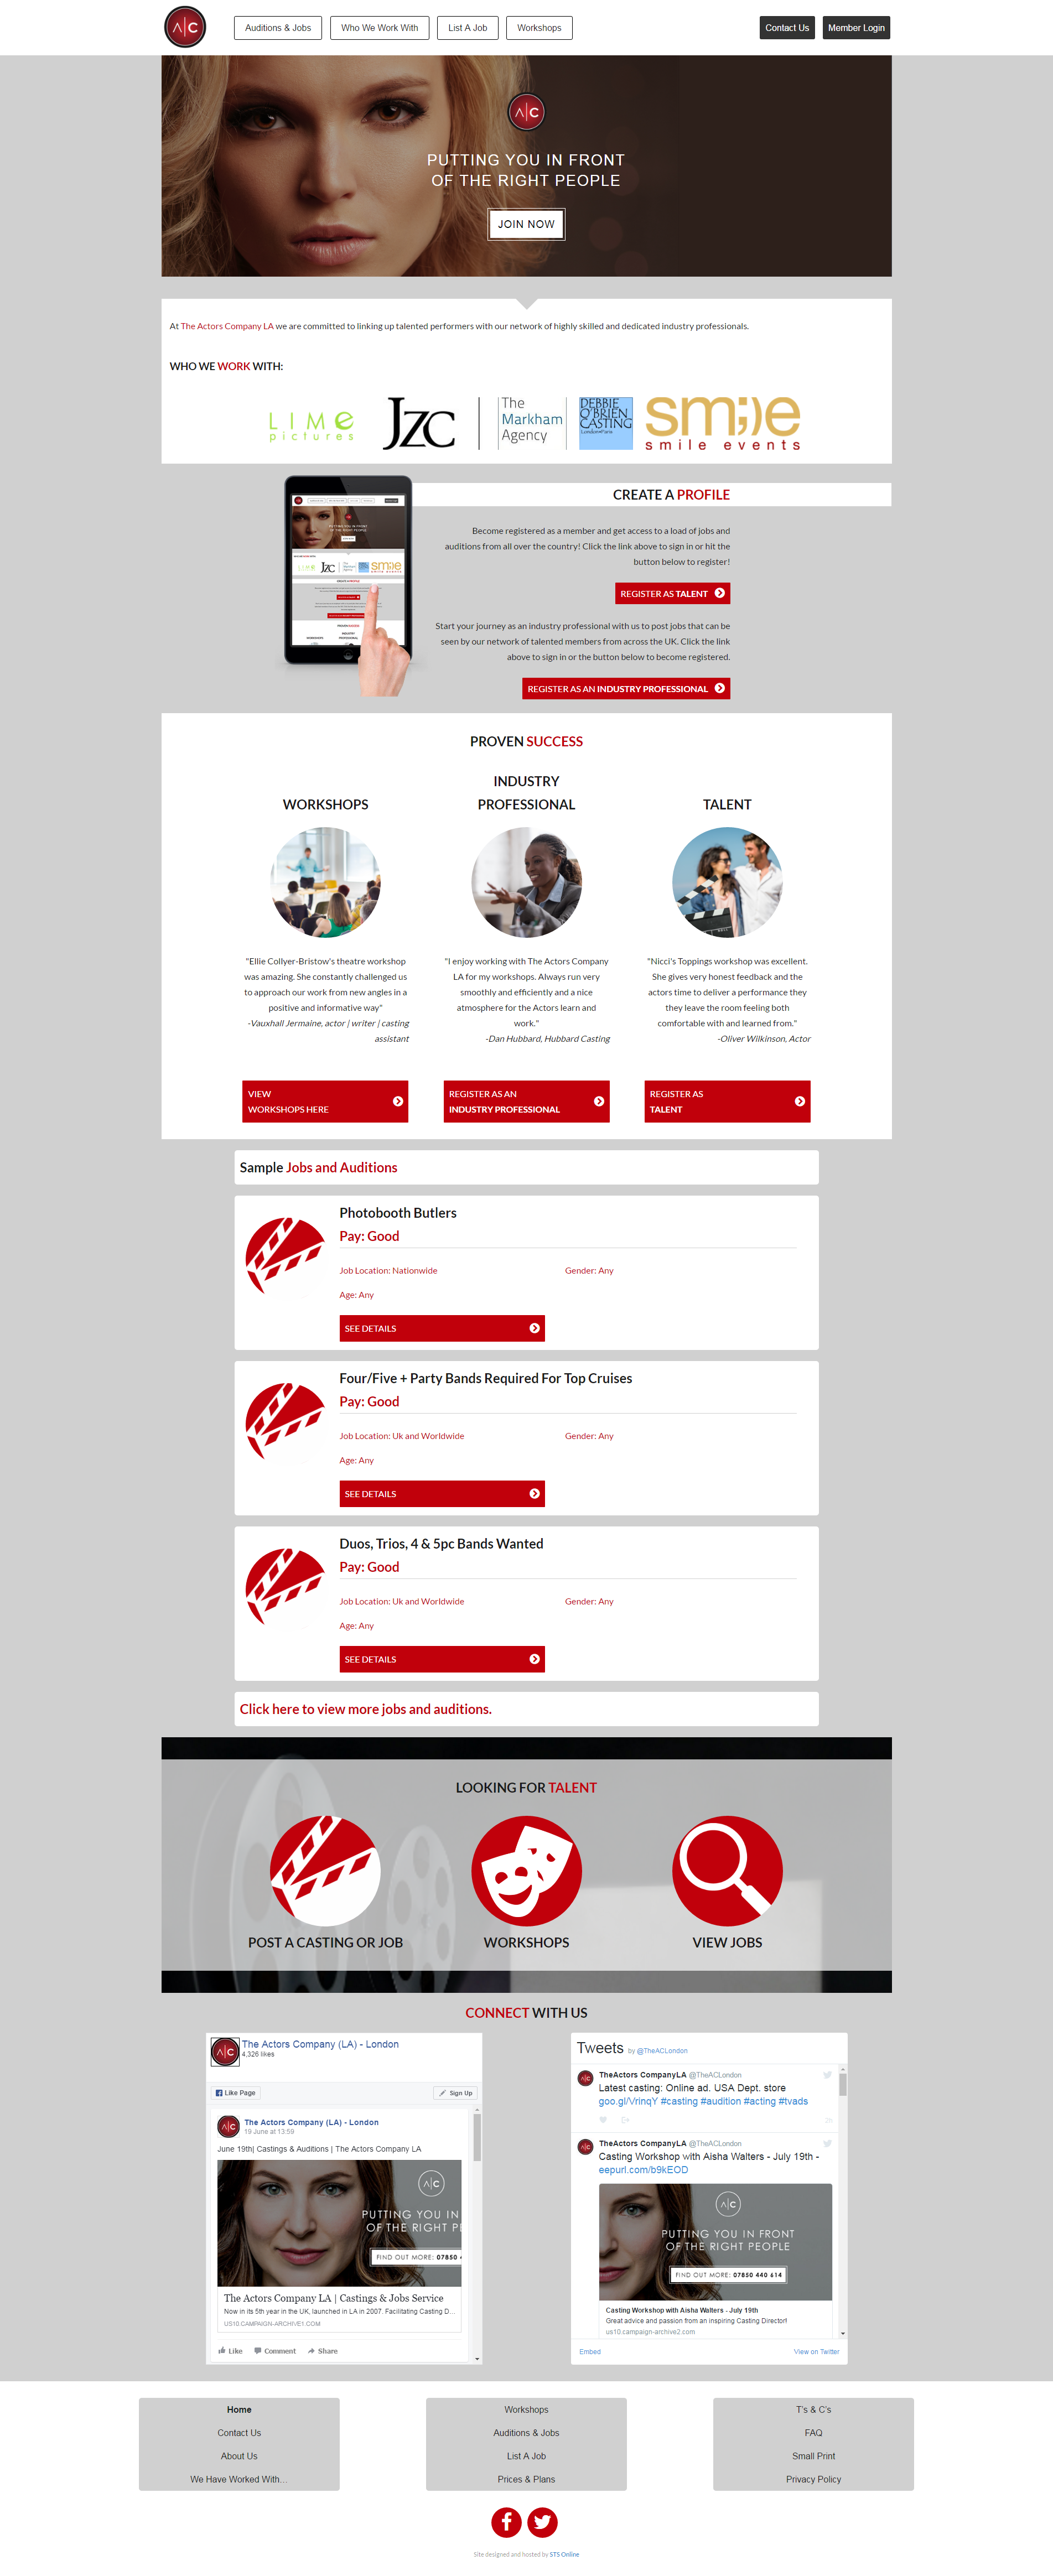 A|C
Auditions & Jobs
Who We Work With
List A Job
Workshops
Contact Us
Member Login
A|C
PUTTING YOU IN FRONT
OF THE RIGHT PEOPLE
JOIN NOW
At The Actors Company LA we are committed to linking up talented performers with our network of highly skilled and dedicated industry professionals.
WHO WE WORK WITH:
LIME
pictures
JZC
The
Markham
Agency
DEBBIE
O'BRIEN
CASTING
smile
smile events
CREATE A PROFILE
Become registered as a member and get access to a load of jobs and
auditions from all over the country! Click the link above to sign in or hit the
button below to register!
REGISTER AS TALENT
Start your journey as an industry professional with us to post jobs that can be
seen by our network of talented members from across the UK. Click the link
above to sign in or the button below to become registered.
REGISTER AS AN INDUSTRY PROFESSIONAL
PROVEN SUCCESS
WORKSHOPS
"Ellie Collyer-Bristow's theatre workshop
was amazing. She constantly challenged us
to approach our work from new angles in a
positive and informative way"
-Vauxhall Jermaine, actor | writer | casting
assistant
VIEW
WORKSHOPS HERE
INDUSTRY
PROFESSIONAL
"I enjoy working with The Actors Company
LA for my workshops. Always run very
smoothly and efficiently and a nice
atmosphere for the Actors learn and
work."
-Dan Hubbard, Hubbard Casting
REGISTER AS AN
INDUSTRY PROFESSIONAL
TALENT
"Nicci's Toppings workshop was excellent.
She gives very honest feedback and the
actors time to deliver a performance they
they leave the room feeling both
comfortable with and learned from."
-Oliver Wilkinson, Actor
REGISTER AS
TALENT
Sample Jobs and Auditions
Photobooth Butlers
Pay: Good
Job Location: Nationwide
Gender: Any
Age: Any
SEE DETAILS
Four/Five + Party Bands Required For Top Cruises
Pay: Good
Job Location: Uk and Worldwide
Gender: Any
Age: Any
SEE DETAILS
Duos, Trios, 4 & 5pc Bands Wanted
Pay: Good
Job Location: Uk and Worldwide
Gender: Any
Age: Any
SEE DETAILS
Click here to view more jobs and auditions.
LOOKING FOR TALENT
POST A CASTING OR JOB
WORKSHOPS
VIEW JOBS
CONNECT WITH US
The Actors Company (LA) - London
4,326 likes
Like Page
Sign Up
The Actors Company (LA) - London
19 June at 13:59
June 19th| Castings & Auditions | The Actors Company LA
A|C
PUTTING YOU IN
OF THE RIGHT P
FIND OUT MORE: 07850
The Actors Company LA | Castings & Jobs Service
Now in its 5th year in the UK, launched in LA in 2007. Facilitating Casting D...
US10.CAMPAIGN-ARCHIVE1.COM
Like
Comment
Share
Tweets by @TheACLondon
TheActors CompanyLA @TheACLondon
Latest casting: Online ad. USA Dept. store
goo.gl/VrinqY #casting #audition #acting #tvads
TheActors CompanyLA @TheACLondon
Casting Workshop with Aisha Walters - July 19th -
eepurl.com/b9kEOD
A|C
PUTTING YOU IN FRONT
OF THE RIGHT PEOPLE
FIND OUT MORE: 07850 440 614
Casting Workshop with Aisha Walters - July 19th
Great advice and passion from an inspiring Casting Director!
us10.campaign-archive2.com
Embed
View on Twitter
Home
Contact Us
About Us
We Have Worked With...
Workshops
Auditions & Jobs
List A Job
Prices & Plans
T's & C's
FAQ
Small Print
Privacy Policy
Site designed and hosted by STS Online